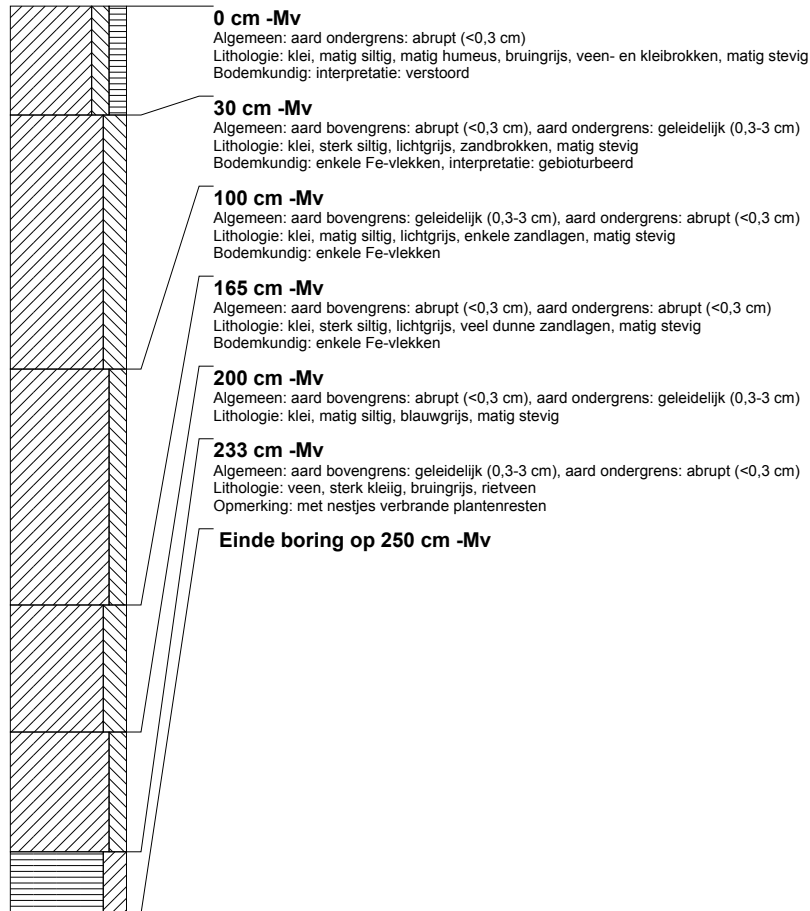 0 cm -Mv
Algemeen: aard ondergrens: abrupt (<0,3 cm)
Lithologie: klei, matig siltig, matig humeus, bruingrijs, veen- en kleibrokken, matig stevig
Bodemkundig: interpretatie: verstoord
30 cm -Mv
Algemeen: aard bovengrens: abrupt (<0,3 cm), aard ondergrens: geleidelijk (0,3-3 cm)
Lithologie: klei, sterk siltig, lichtgrijs, zandbrokken, matig stevig
Bodemkundig: enkele Fe-vlekken, interpretatie: gebioturbeerd
100 cm -Mv
Algemeen: aard bovengrens: geleidelijk (0,3-3 cm), aard ondergrens: abrupt (<0,3 cm)
Lithologie: klei, matig siltig, lichtgrijs, enkele zandlagen, matig stevig
Bodemkundig: enkele Fe-vlekken
165 cm -Mv
Algemeen: aard bovengrens: abrupt (<0,3 cm), aard ondergrens: abrupt (<0,3 cm)
Lithologie: klei, sterk siltig, lichtgrijs, veel dunne zandlagen, matig stevig
Bodemkundig: enkele Fe-vlekken
200 cm -Mv
Algemeen: aard bovengrens: abrupt (<0,3 cm), aard ondergrens: geleidelijk (0,3-3 cm)
Lithologie: klei, matig siltig, blauwgrijs, matig stevig
233 cm -Mv
Algemeen: aard bovengrens: geleidelijk (0,3-3 cm), aard ondergrens: abrupt (<0,3 cm)
Lithologie: veen, sterk kleiig, bruingrijs, rietveen
Opmerking: met nestjes verbrande plantenresten
Einde boring op 250 cm -Mv